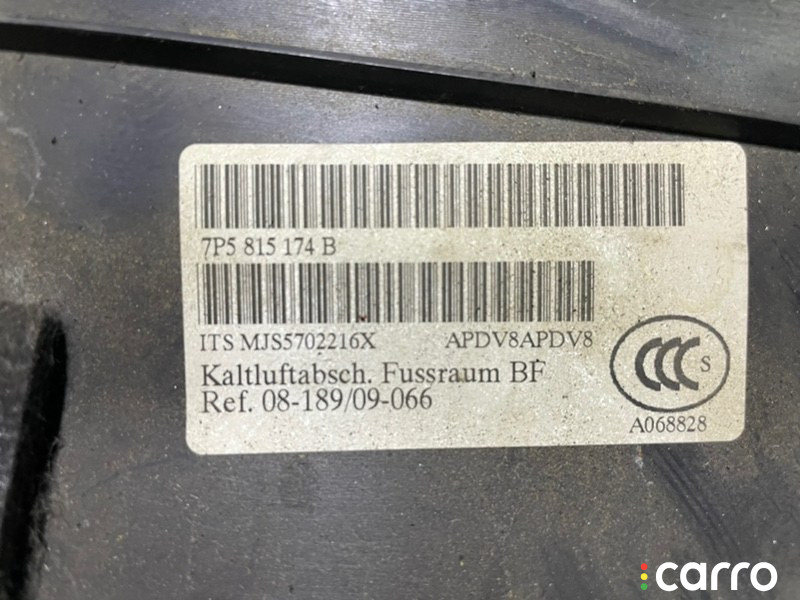 7P5 815 174 B
ITS MJS5702216X APDV8APDV8
Kaltluftabsch. Fussraum BF
Ref. 08-189/09-066
CCC S
A068828
carro